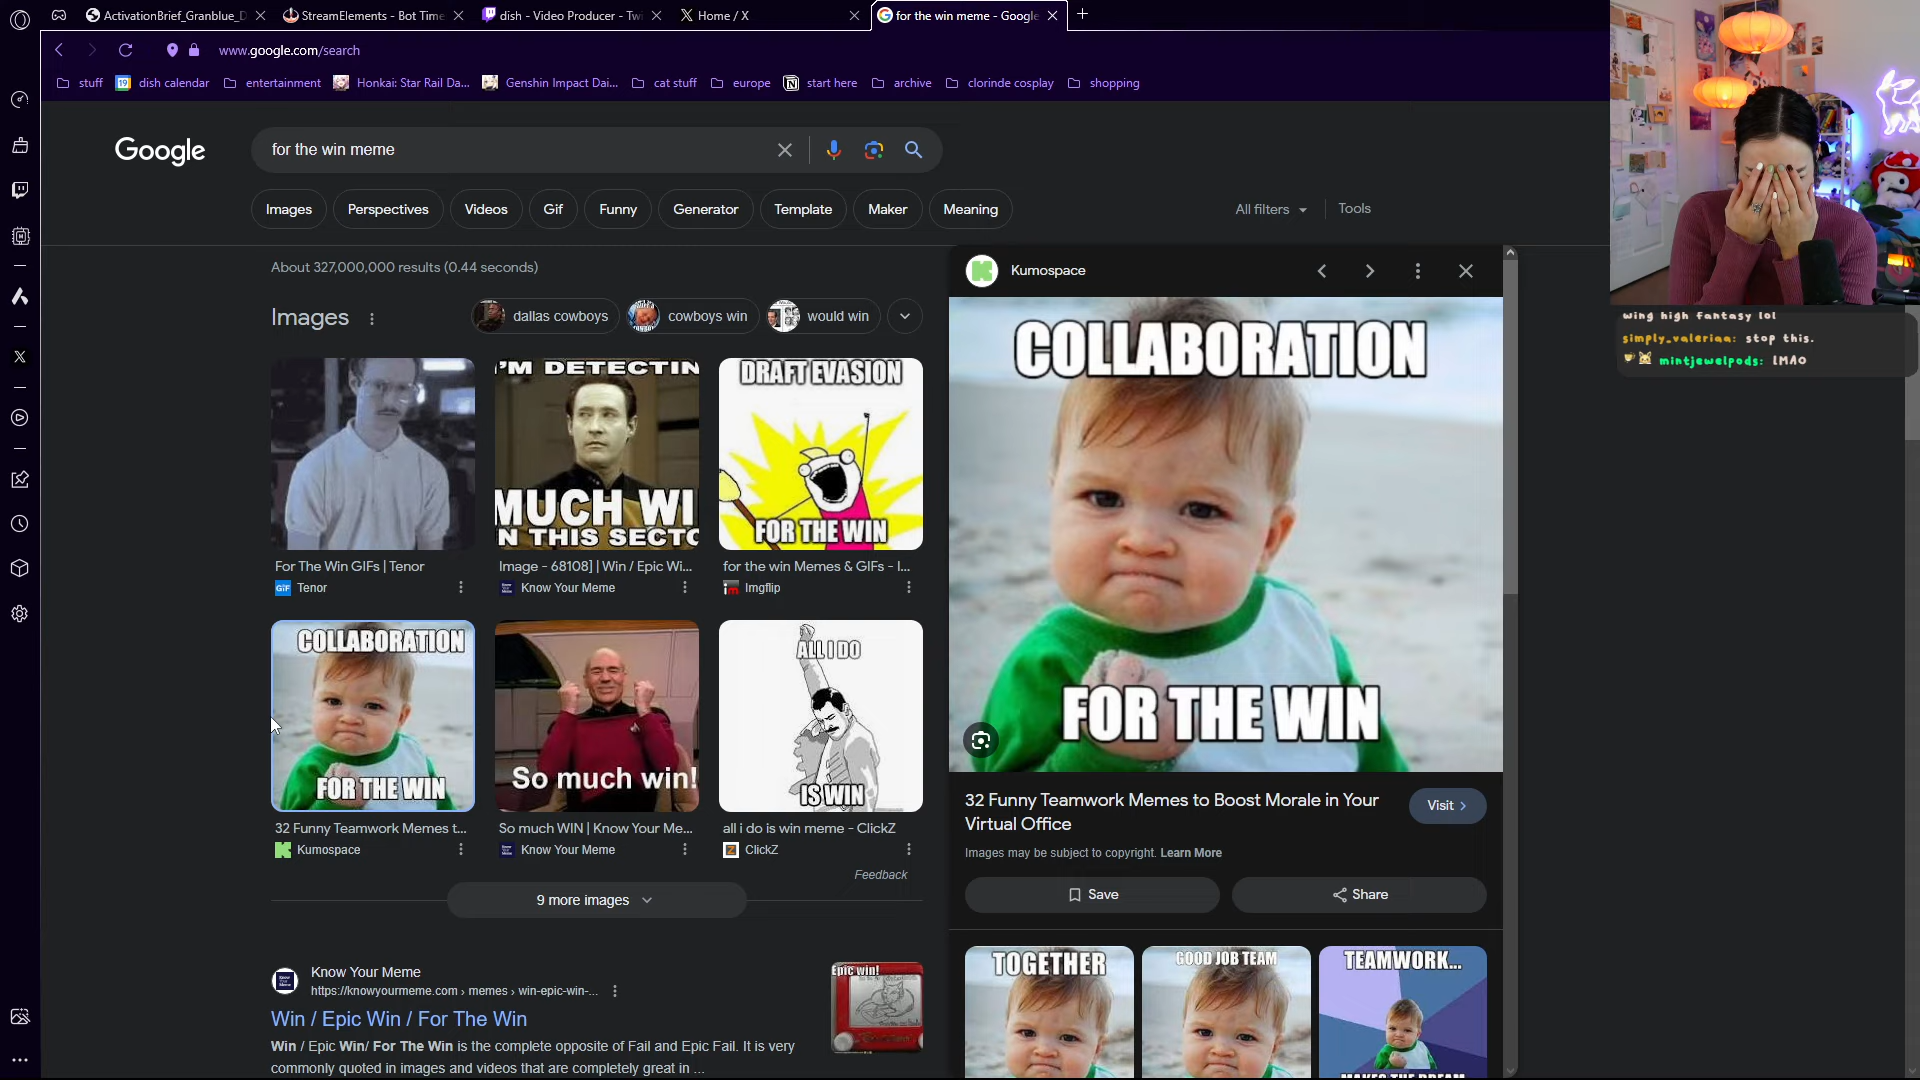 ActivationBrief_Granblue_D
StreamElements - Bot Time
dish - Video Producer - Twi
Home / X
for the win meme - Google
www.google.com/search
stuff
dish calendar
entertainment
Honkai: Star Rail Da...
Genshin Impact Dai...
cat stuff
europe
start here
archive
clorinde cosplay
shopping
Google
for the win meme
Images
Perspectives
Videos
Gif
Funny
Generator
Template
Maker
Meaning
All filters
Tools
About 327,000,000 results (0.44 seconds)
Images
dallas cowboys
cowboys win
would win
'M DETECTIN
MUCH WI
N THIS SECTO
DRAFT EVASION
FOR THE WIN
For The Win GIFs | Tenor
GIF Tenor
Image - 68108] | Win / Epic Wi...
Know Your Meme
for the win Memes & GIFs - I...
Imgflip
COLLABORATION
FOR THE WIN
So much win!
ALL I DO
IS WIN
32 Funny Teamwork Memes t...
Kumospace
So much WIN | Know Your Me...
Know Your Meme
all i do is win meme - ClickZ
ClickZ
Feedback
9 more images
Know Your Meme
https://knowyourmeme.com › memes › win-epic-win-...
Win / Epic Win / For The Win
Win / Epic Win/ For The Win is the complete opposite of Fail and Epic Fail. It is very
commonly quoted in images and videos that are completely great in ...
Epic win!
Kumospace
COLLABORATION
FOR THE WIN
32 Funny Teamwork Memes to Boost Morale in Your
Virtual Office
Visit
Images may be subject to copyright. Learn More
Save
Share
TOGETHER
GOOD JOB TEAM
TEAMWORK...
MAKES THE DREAM
wing high fantasy lol
simply_valeriaa: stop this.
mintjewelpods: LMAO